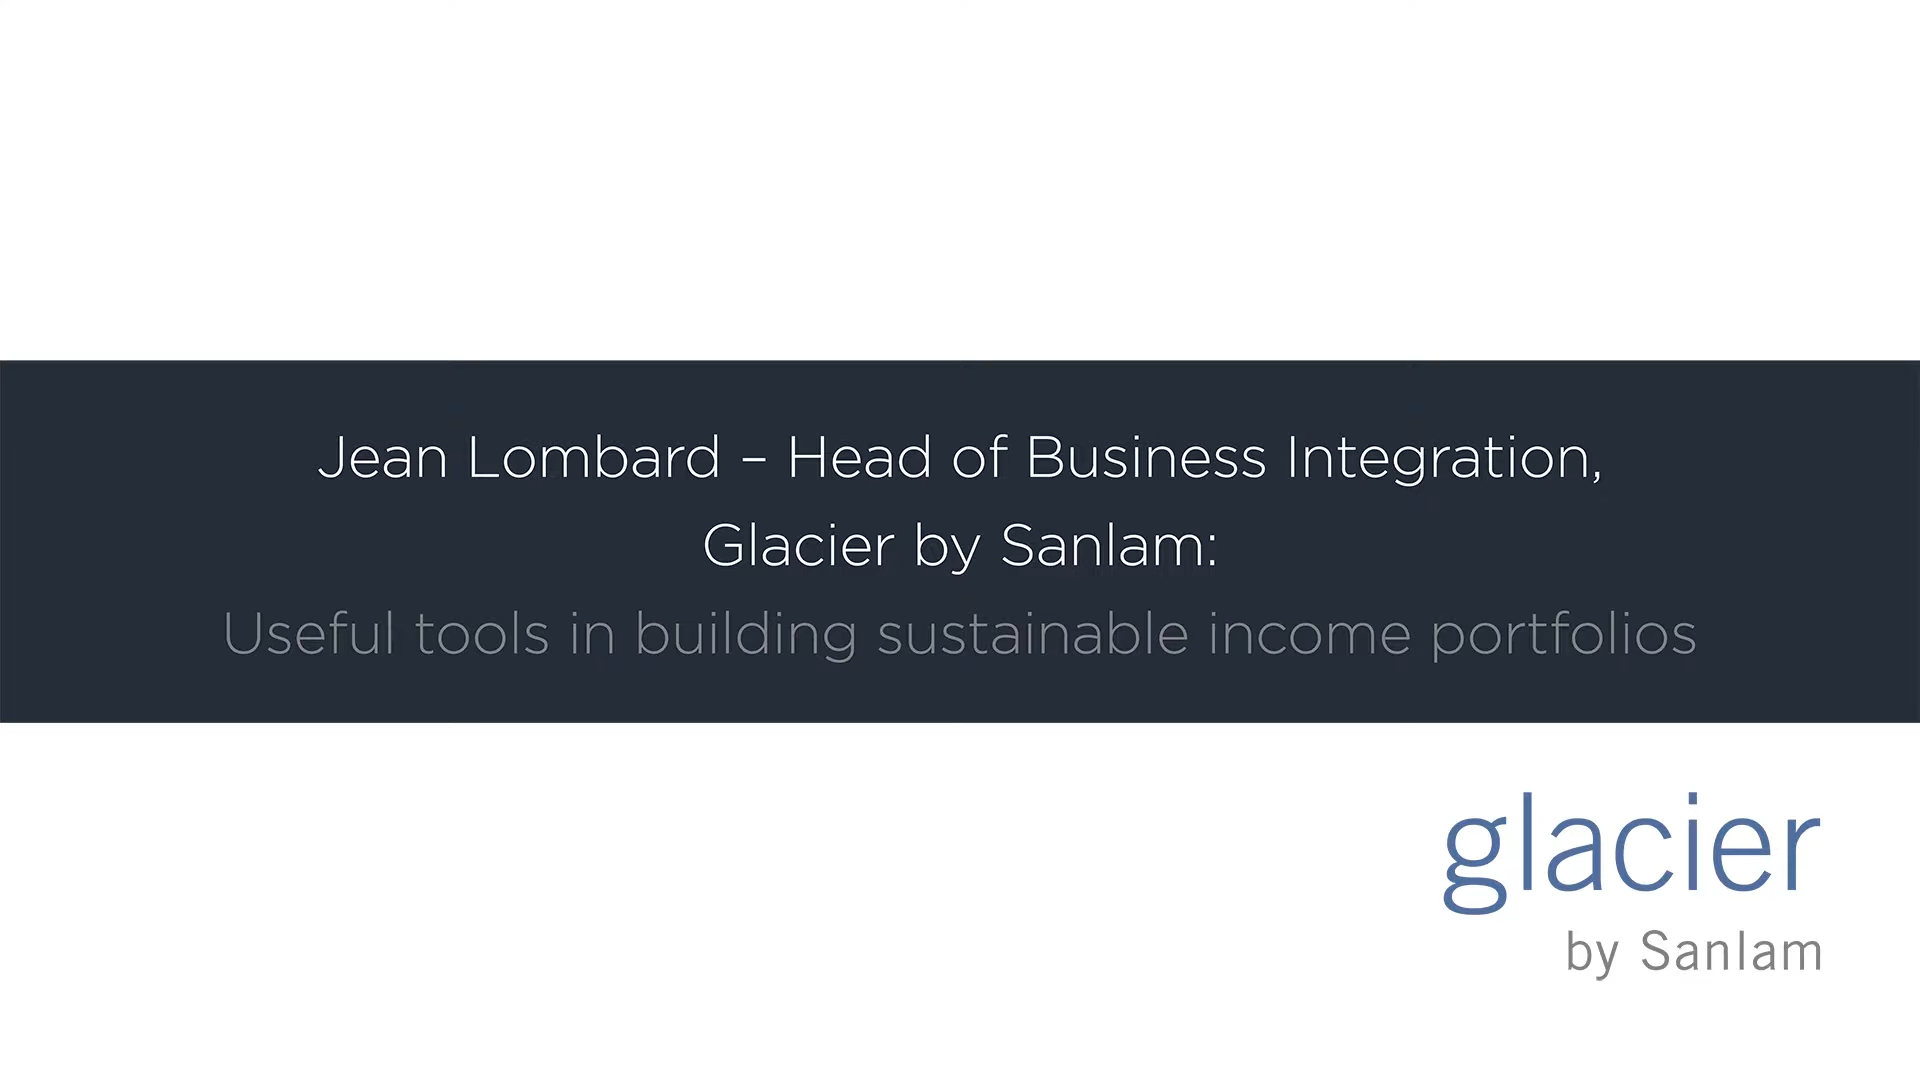 Jean Lombard – Head of Business Integration,
Glacier by Sanlam:
Useful tools in building sustainable income portfolios
glacier
by Sanlam